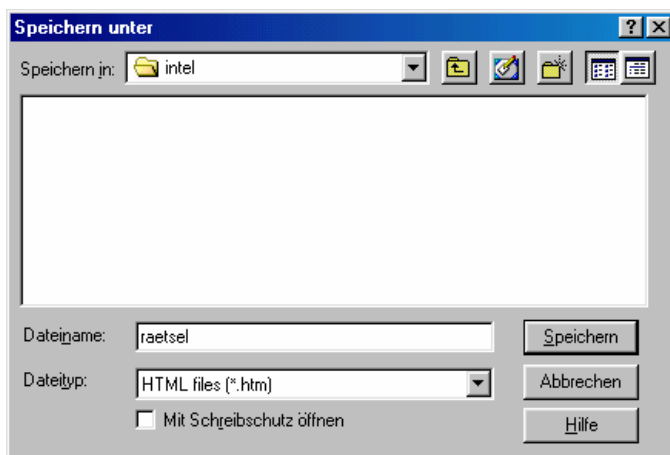 Speichern unter
Speichern in: intel
Dateiname: raetsel Speichern
Dateityp: HTML files (*.htm) Abbrechen
Mit Schreibschutz öffnen Hilfe